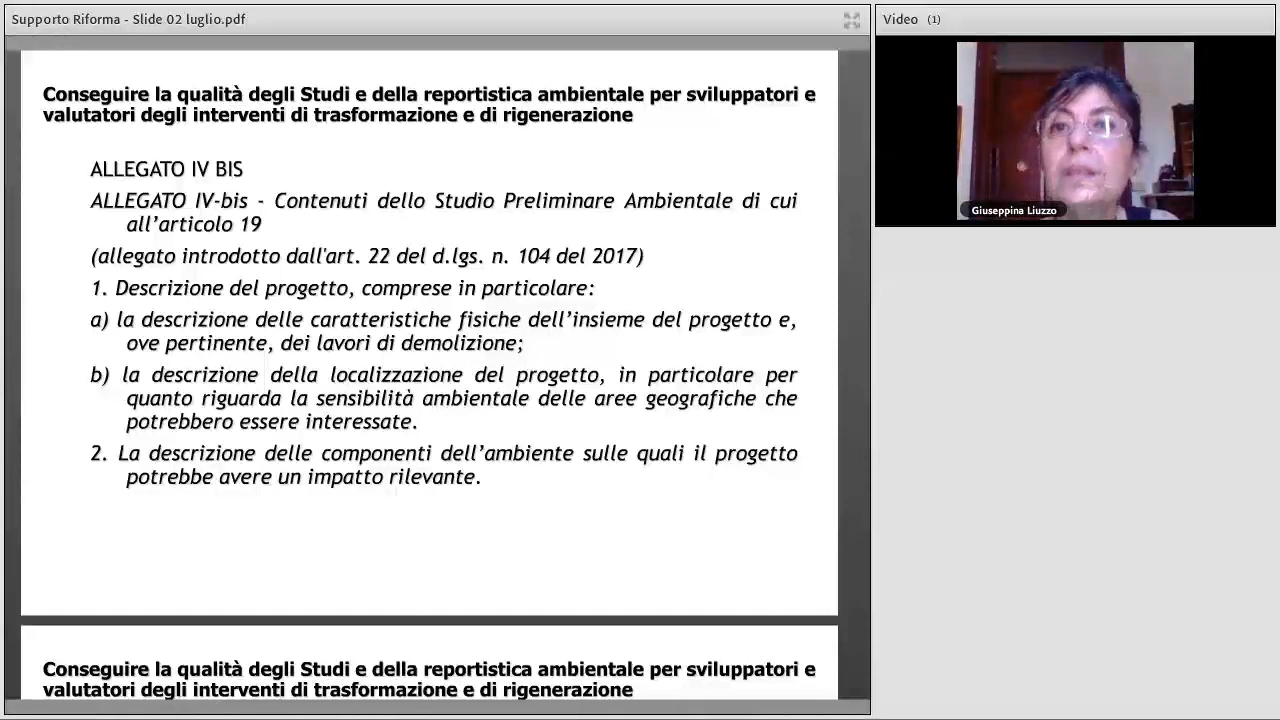 Supporto Riforma - Slide 02 luglio.pdf
Video (1)
Conseguire la qualità degli Studi e della reportistica ambientale per sviluppatori e
valutatori degli interventi di trasformazione e di rigenerazione
ALLEGATO IV BIS
ALLEGATO IV-bis - Contenuti dello Studio Preliminare Ambientale di cui
all’articolo 19
(allegato introdotto dall'art. 22 del d.lgs. n. 104 del 2017)
1. Descrizione del progetto, comprese in particolare:
a) la descrizione delle caratteristiche fisiche dell’insieme del progetto e,
ove pertinente, dei lavori di demolizione;
b) la descrizione della localizzazione del progetto, in particolare per
quanto riguarda la sensibilità ambientale delle aree geografiche che
potrebbero essere interessate.
2. La descrizione delle componenti dell’ambiente sulle quali il progetto
potrebbe avere un impatto rilevante.
Giuseppina Liuzzo
Conseguire la qualità degli Studi e della reportistica ambientale per sviluppatori e
valutatori degli interventi di trasformazione e di rigenerazione